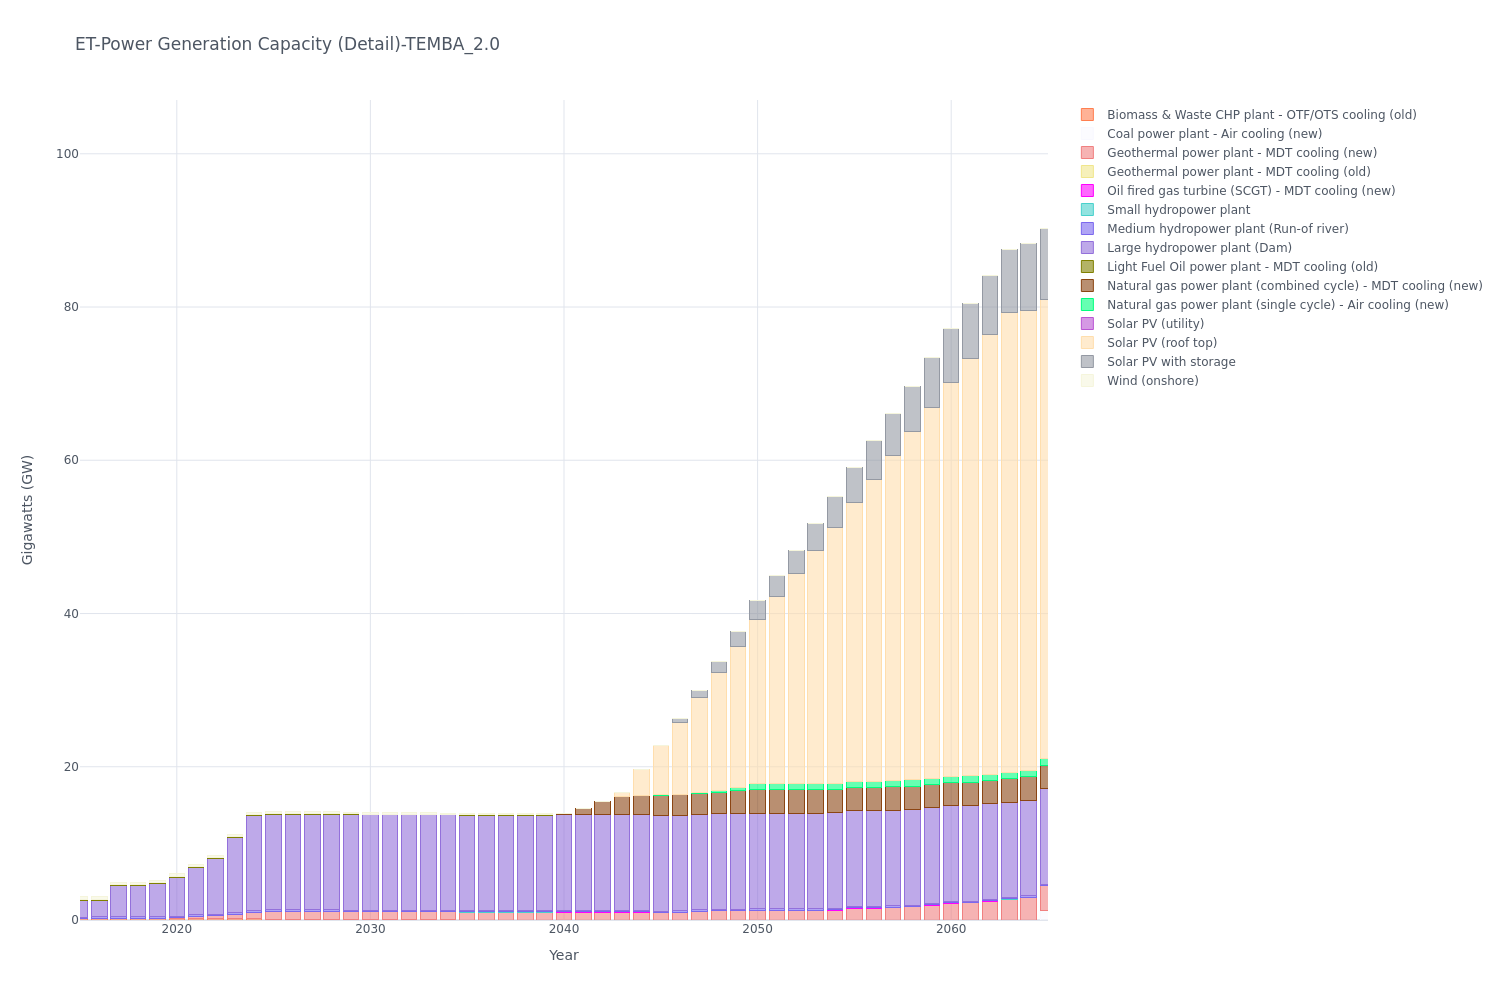 ET-Power Generation Capacity (Detail)-TEMBA_2.0
Biomass & Waste CHP plant - OTF/OTS cooling (old)
Coal power plant - Air cooling (new)
Geothermal power plant - MDT cooling (new)
Geothermal power plant - MDT cooling (old)
Oil fired gas turbine (SCGT) - MDT cooling (new)
Small hydropower plant
Medium hydropower plant (Run-of river)
Large hydropower plant (Dam)
Light Fuel Oil power plant - MDT cooling (old)
Natural gas power plant (combined cycle) - MDT cooling (new)
Natural gas power plant (single cycle) - Air cooling (new)
Solar PV (utility)
Solar PV (roof top)
Solar PV with storage
Wind (onshore)
100
80
60
40
20
0
Gigawatts (GW)
2020 2030 2040 2050 2060
Year